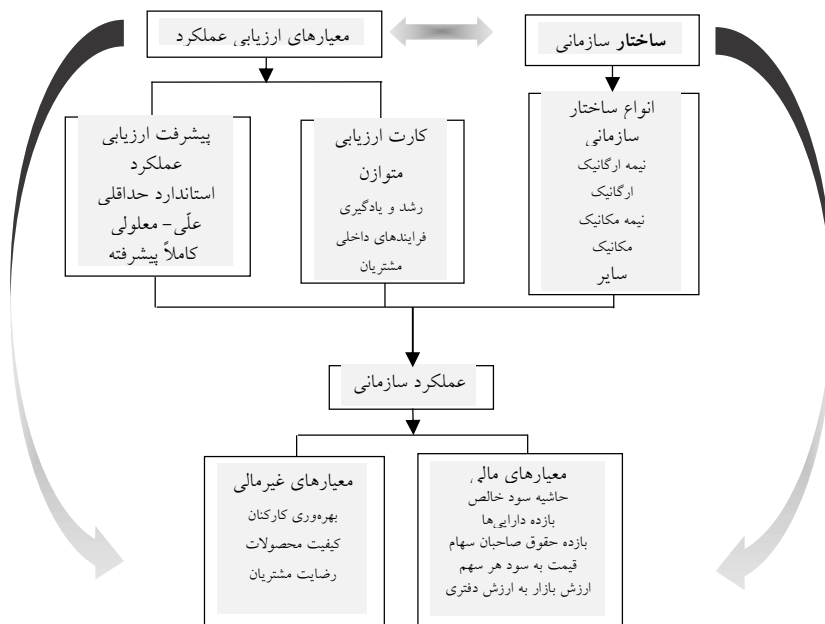 ساختار سازمانی
معیارهای ارزیابی عملکرد
انواع ساختار
سازمانی
نیمه ارگانیک
ارگانیک
نیمه مکانیک
مکانیک
سایر
کارت ارزیابی
متوازن
رشد و یادگیری
فرایندهای داخلی
مشتریان
پیشرفت ارزیابی
عملکرد
استاندارد حداقلی
علّی – معلولی
کاملاً پیشرفته
عملکرد سازمانی
معیارهای مالی
حاشیه سود خالص
بازده دارایی‌ها
بازده حقوق صاحبان سهام
قیمت به سود هر سهم
ارزش بازار به ارزش دفتری
معیارهای غیرمالی
بهره‌وری کارکنان
کیفیت محصولات
رضایت مشتریان